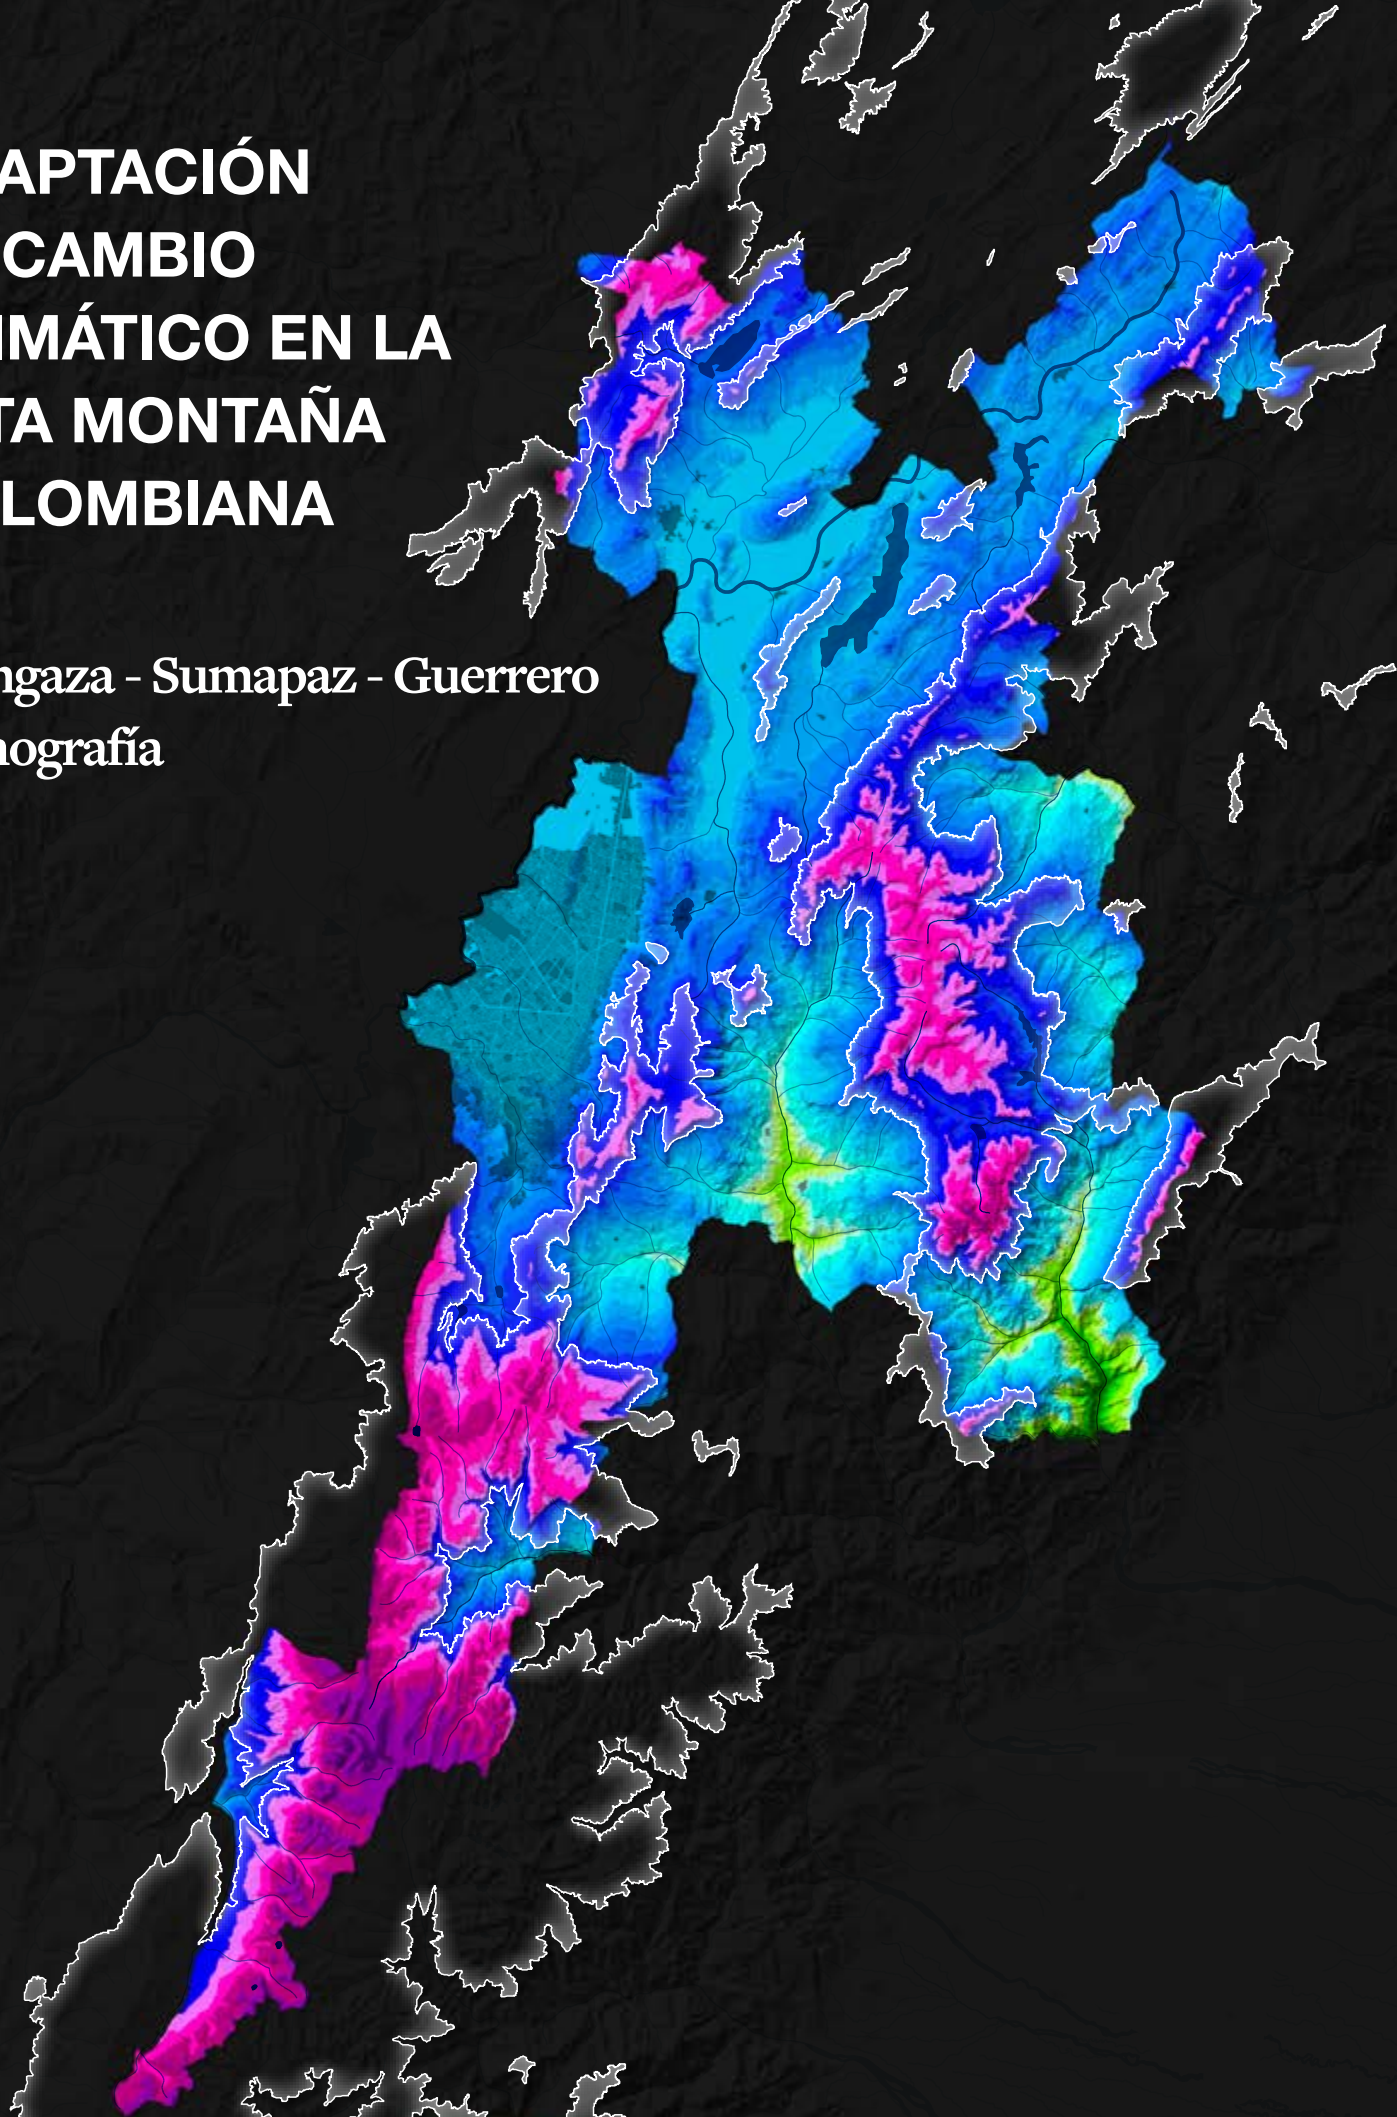 APTACIÓN
CAMBIO
IMÁTICO EN LA
TA MONTAÑA
LOMBIANA
ngaza - Sumapaz - Guerrero
nografía